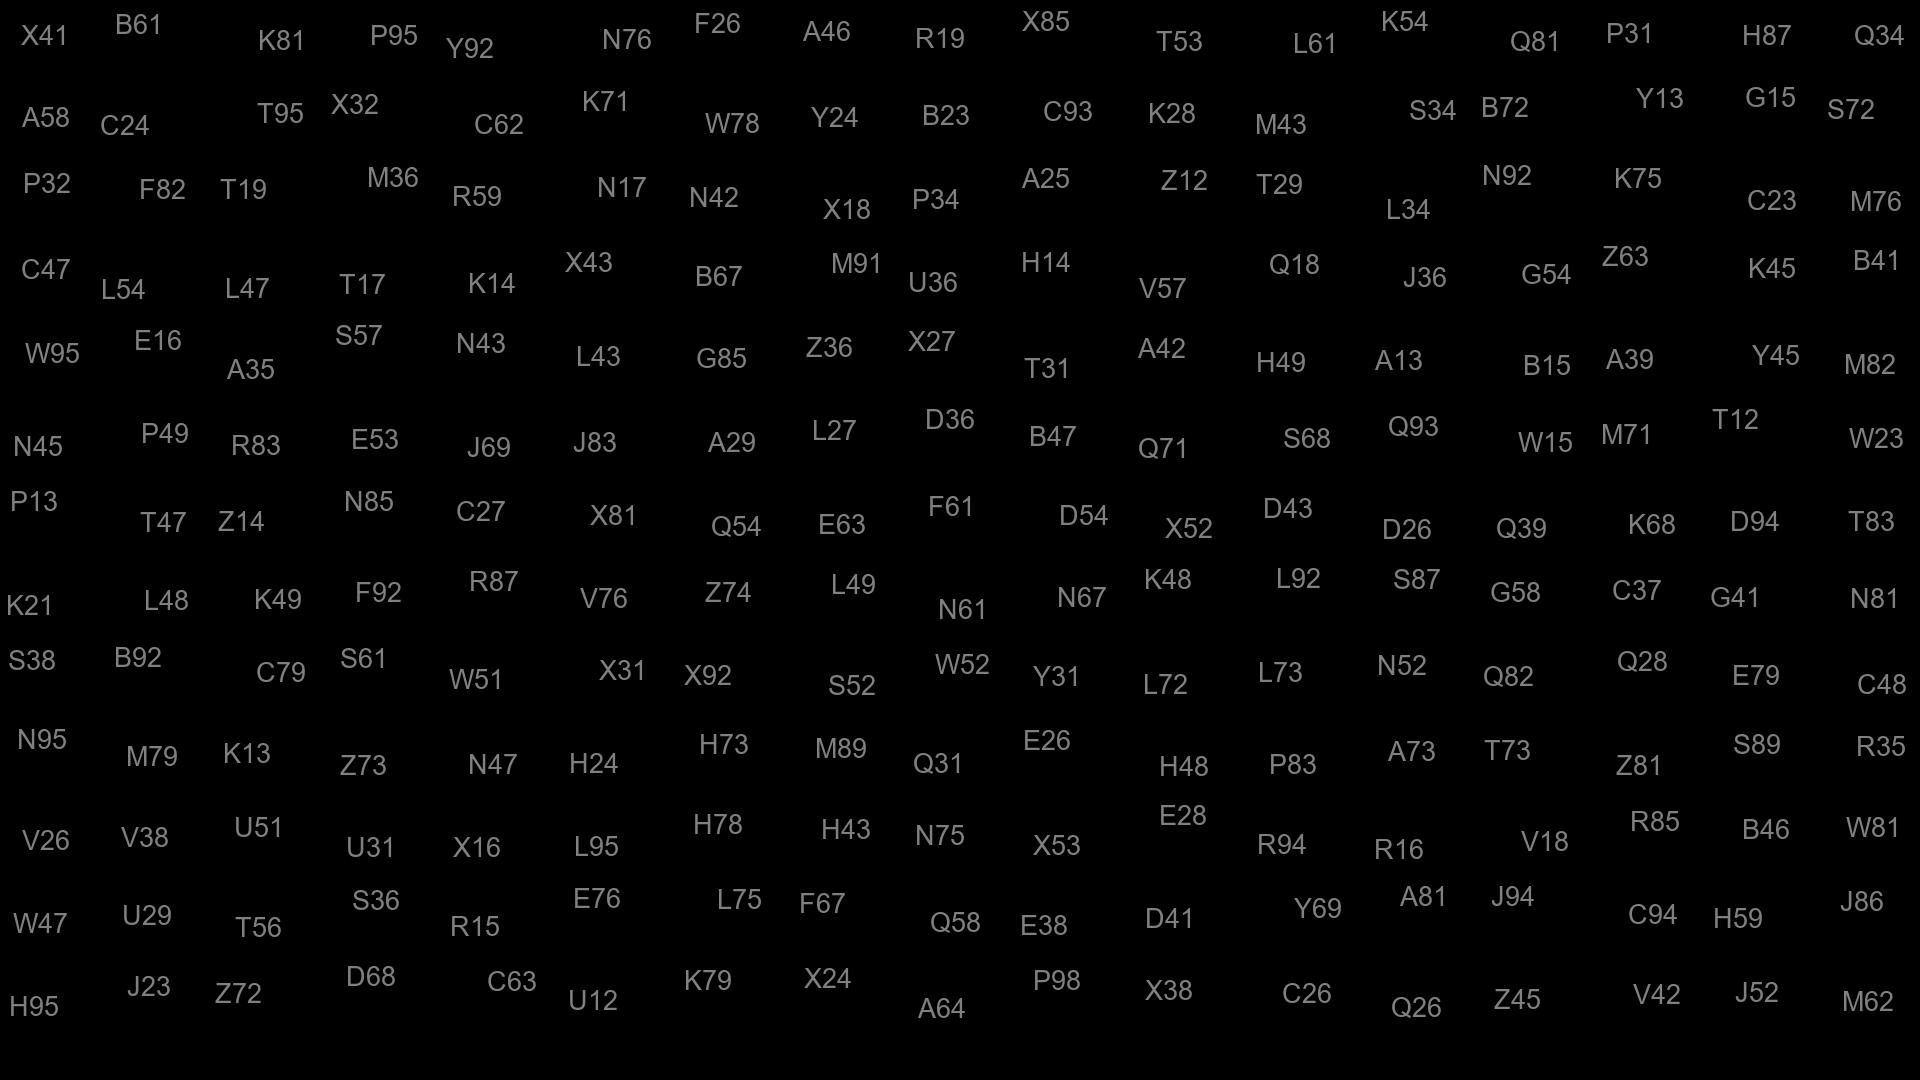 X41 B61 K81 P95 Y92 N76 F26 A46 R19 X85 T53 L61 K54 Q81 P31 H87 Q34
A58 C24 T95 X32 C62 K71 W78 Y24 B23 C93 K28 M43 S34 B72 Y13 G15 S72
P32 F82 T19 M36 R59 N17 N42 X18 P34 A25 Z12 T29 L34 N92 K75 C23 M76
C47 L54 L47 T17 K14 X43 B67 M91 U36 H14 V57 Q18 J36 G54 Z63 K45 B41
W95 E16 A35 S57 N43 L43 G85 Z36 X27 T31 A42 H49 A13 B15 A39 Y45 M82
N45 P49 R83 E53 J69 J83 A29 L27 D36 B47 Q71 S68 Q93 W15 M71 T12 W23
P13 T47 Z14 N85 C27 X81 Q54 E63 F61 D54 X52 D43 D26 Q39 K68 D94 T83
K21 L48 K49 F92 R87 V76 Z74 L49 N61 N67 K48 L92 S87 G58 C37 G41 N81
S38 B92 C79 S61 W51 X31 X92 S52 W52 Y31 L72 L73 N52 Q82 Q28 E79 C48
N95 M79 K13 Z73 N47 H24 H73 M89 Q31 E26 H48 P83 A73 T73 Z81 S89 R35
V26 V38 U51 U31 X16 L95 H78 H43 N75 X53 E28 R94 R16 V18 R85 B46 W81
W47 U29 T56 S36 R15 E76 L75 F67 Q58 E38 D41 Y69 A81 J94 C94 H59 J86
H95 J23 Z72 D68 C63 U12 K79 X24 A64 P98 X38 C26 Q26 Z45 V42 J52 M62